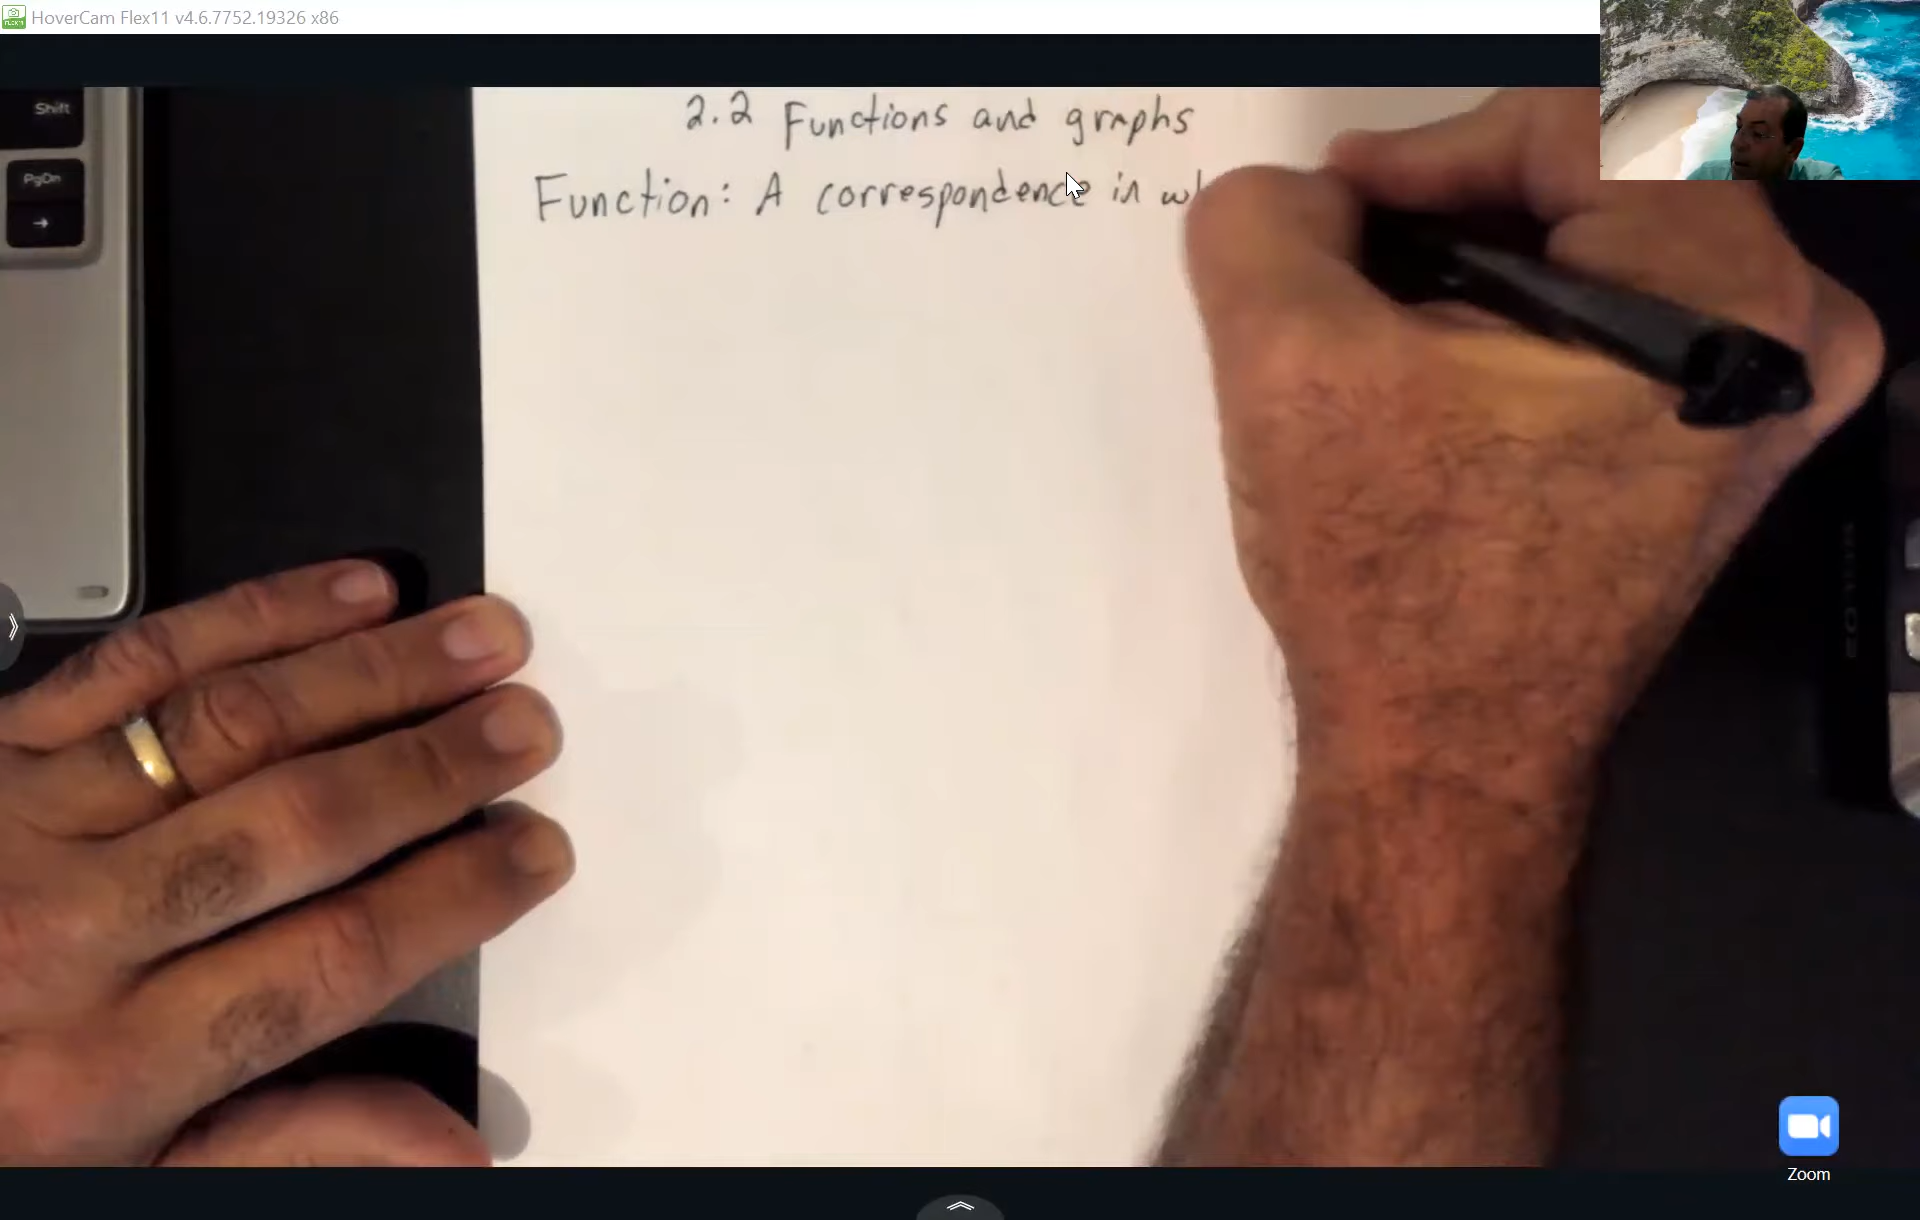 HoverCam Flex11 v4.6.7752.19326 x86
Shift
PgDn
2.2 Functions and graphs
Function: A correspondence in
Zoom